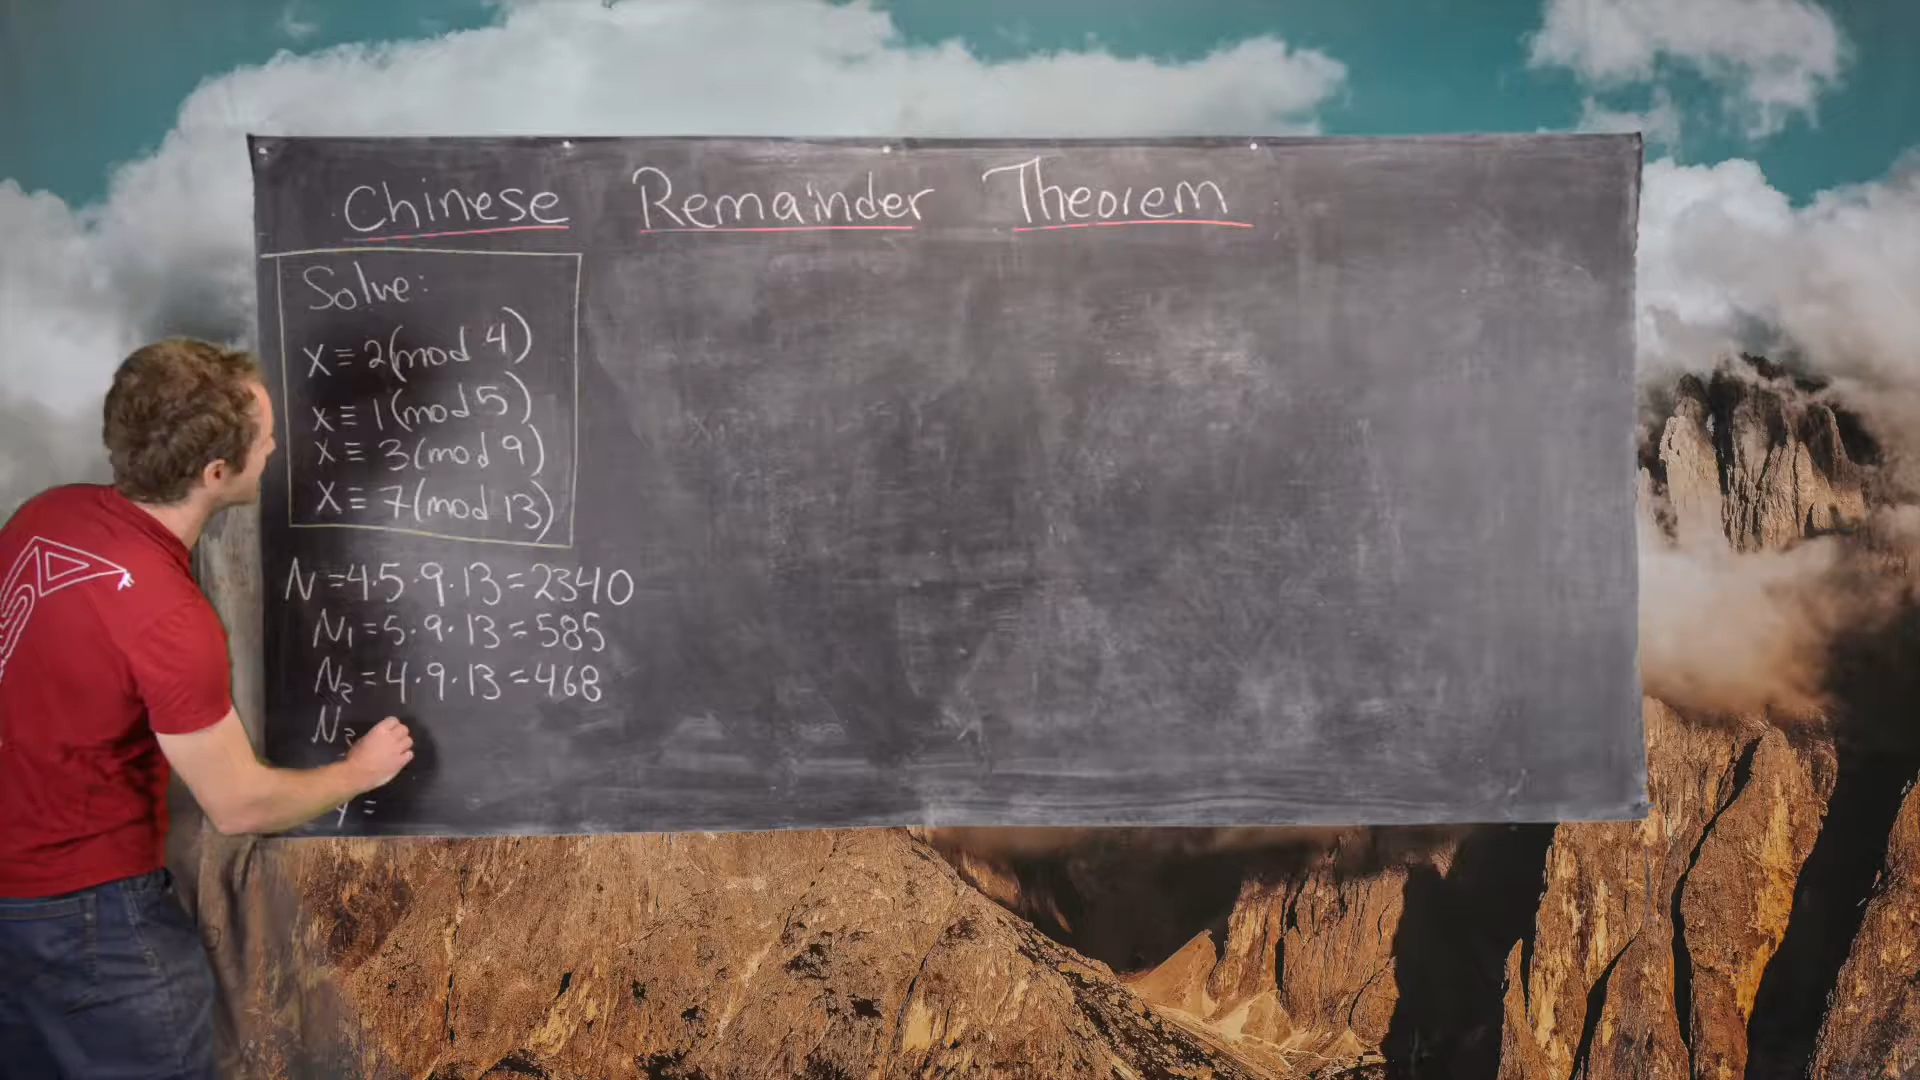 Chinese Remainder Theorem
Solve:
X ≡ 2(mod 4)
X ≡ 1(mod 5)
X ≡ 3(mod 9)
X ≡ 7(mod 13)
N = 4·5·9·13 = 2340
N₁ = 5·9·13 = 585
N₂ = 4·9·13 = 468
N₃
y =